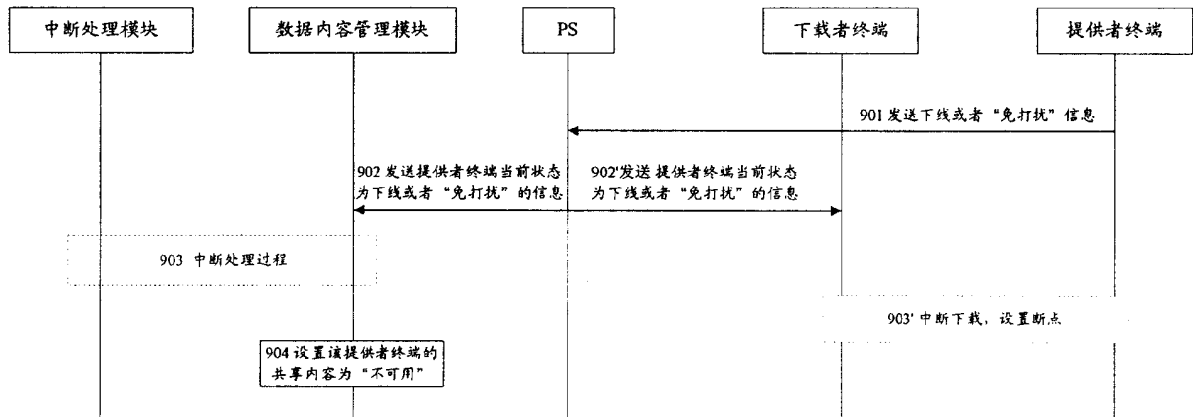 中断处理模块
数据内容管理模块
PS
下载者终端
提供者终端
901 发送下线或者“免打扰”信息
902 发送提供者终端当前状态
为下线或者“免打扰”的信息
902'发送 提供者终端当前状态
为下线或者“免打扰”的信息
903 中断处理过程
903' 中断下载，设置断点
904 设置该提供者终端的
共享内容为“不可用”